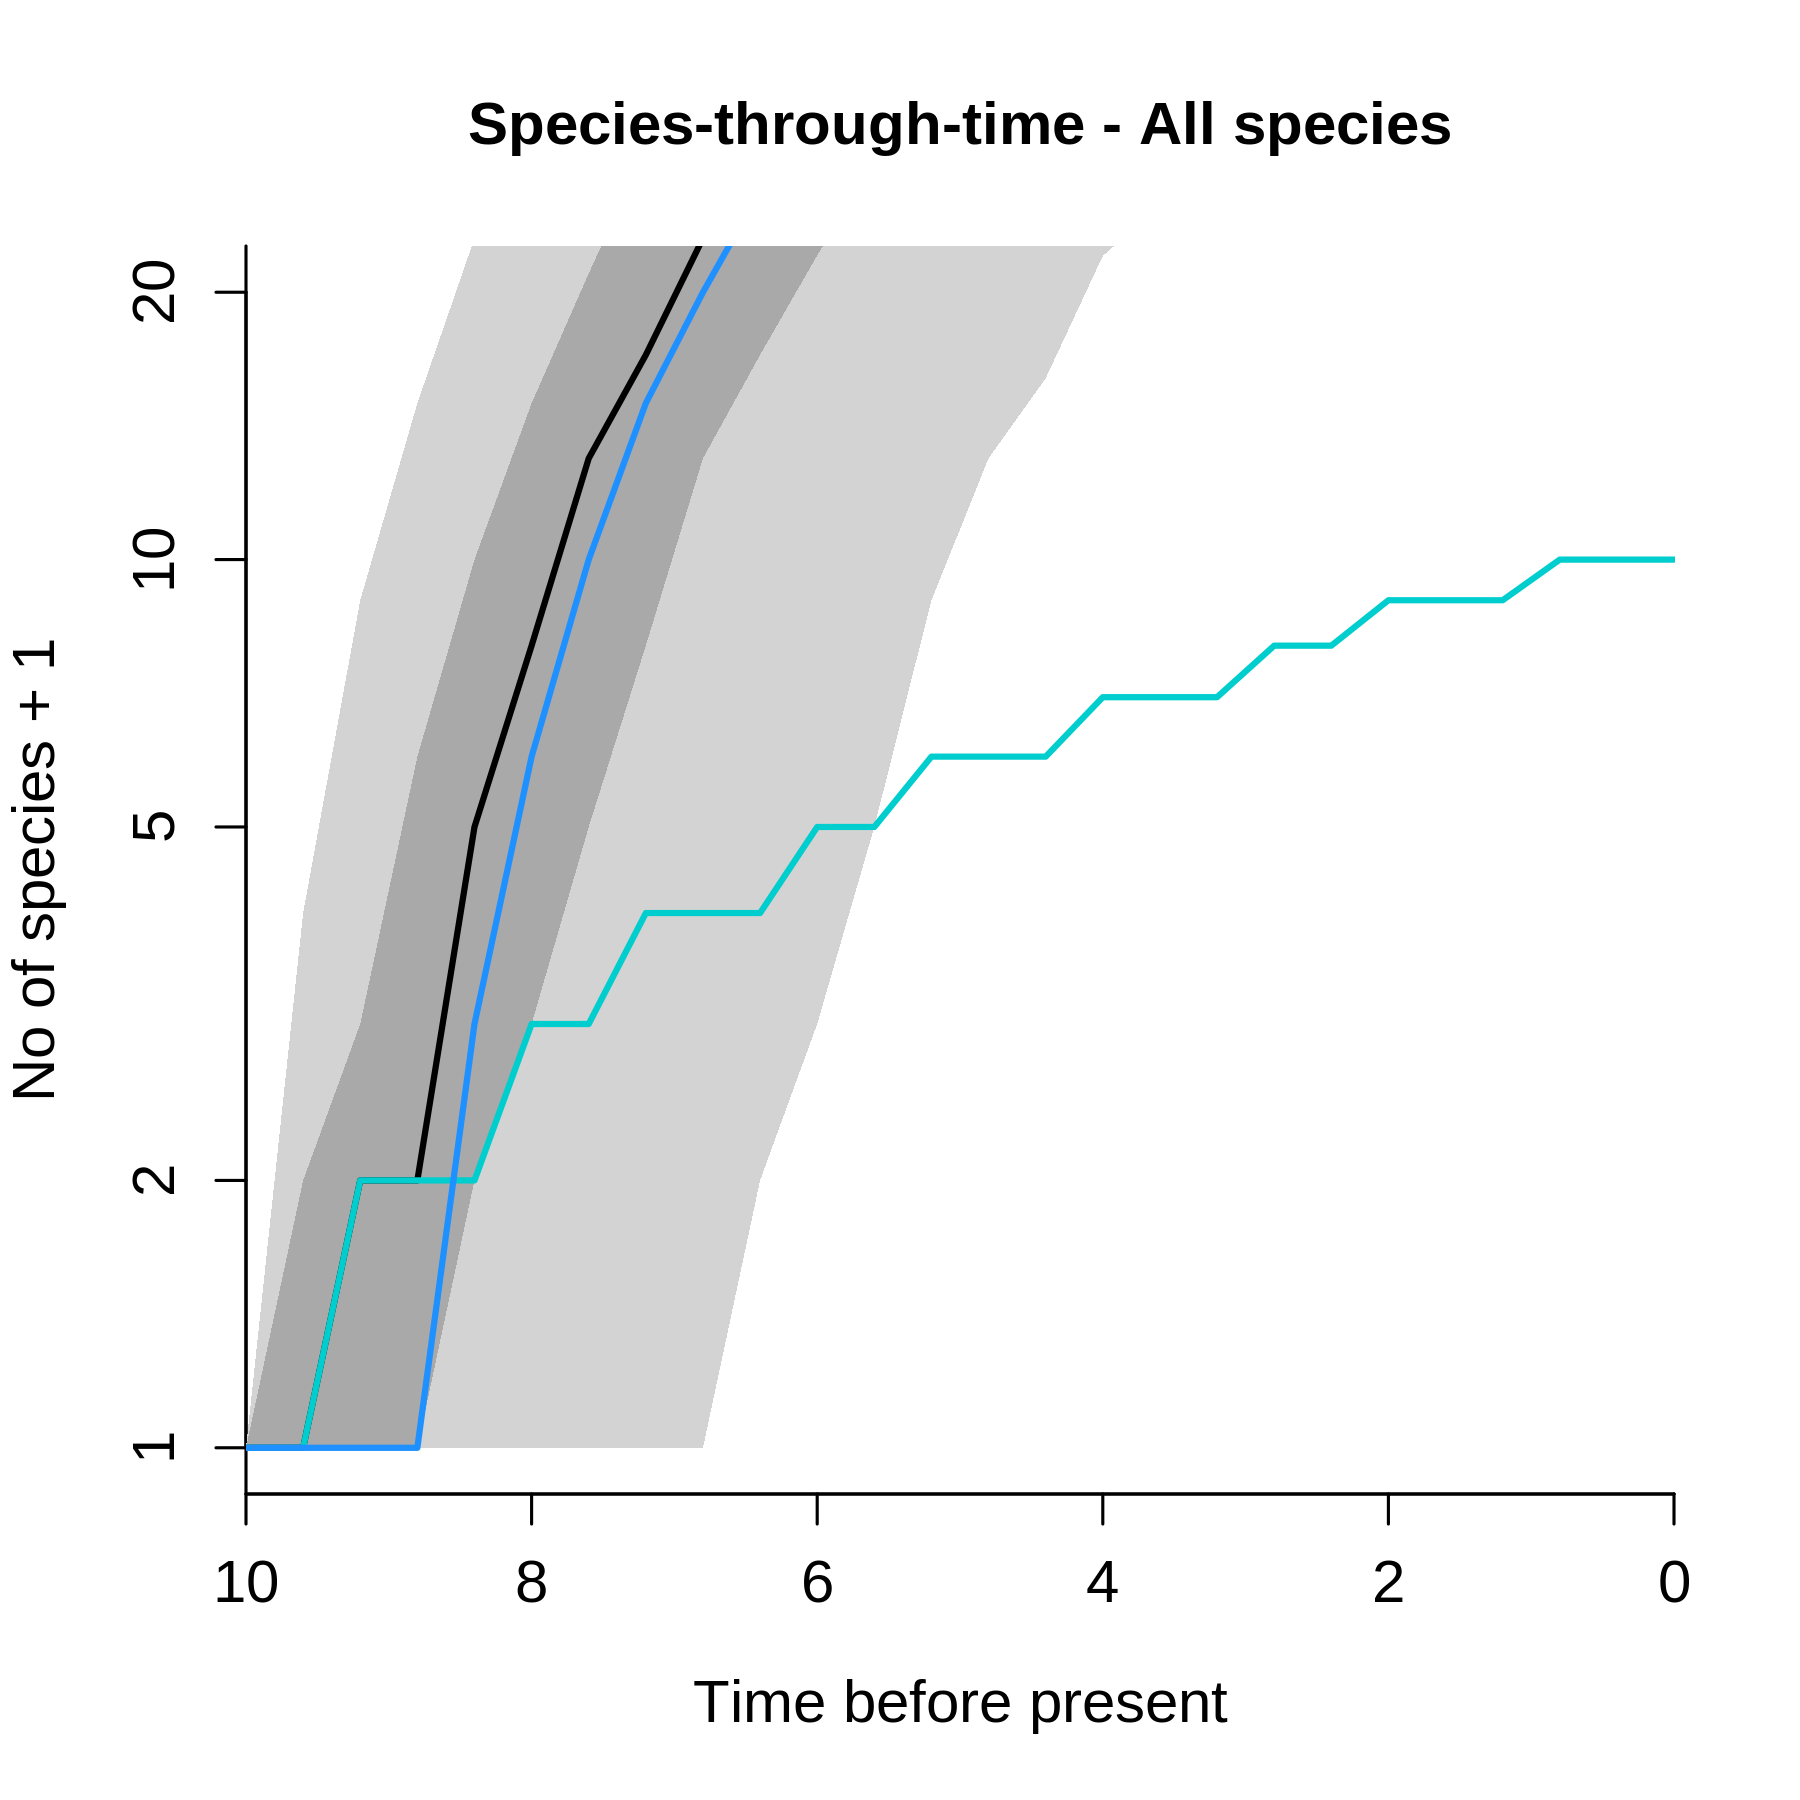 Species-through-time - All species
No of species + 1
20
10
5
2
1
10 8 6 4 2 0
Time before present